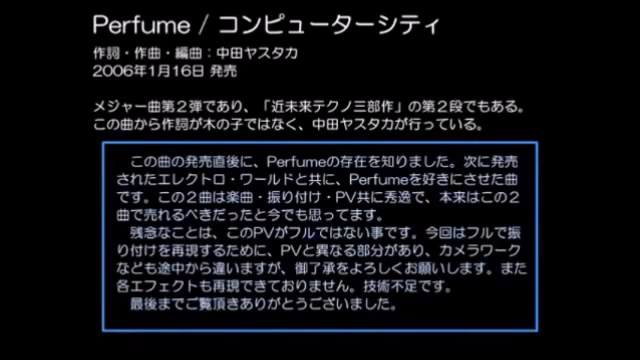 Perfume / コンピューターシティ
作詞・作曲・編曲：中田ヤスタカ
2006年1月16日 発売
メジャー曲第２弾であり、「近未来テクノ三部作」の第２段でもある。
この曲から作詞が木の子ではなく、中田ヤスタカが行っている。
この曲の発売直後に、Perfumeの存在を知りました。次に発売
されたエレクトロ・ワールドと共に、Perfumeを好きにさせた曲
です。この２曲は楽曲・振り付け・PV共に秀逸で、本来はこの２
曲で売れるべきだったと今でも思ってます。
残念なことは、このPVがフルではない事です。今回はフルで振
り付けを再現するために、PVと異なる部分があり、カメラワーク
なども途中から違いますが、御了承をよろしくお願いします。また
各エフェクトも再現できておりません。技術不足です。
最後までご覧頂きありがとうございました。